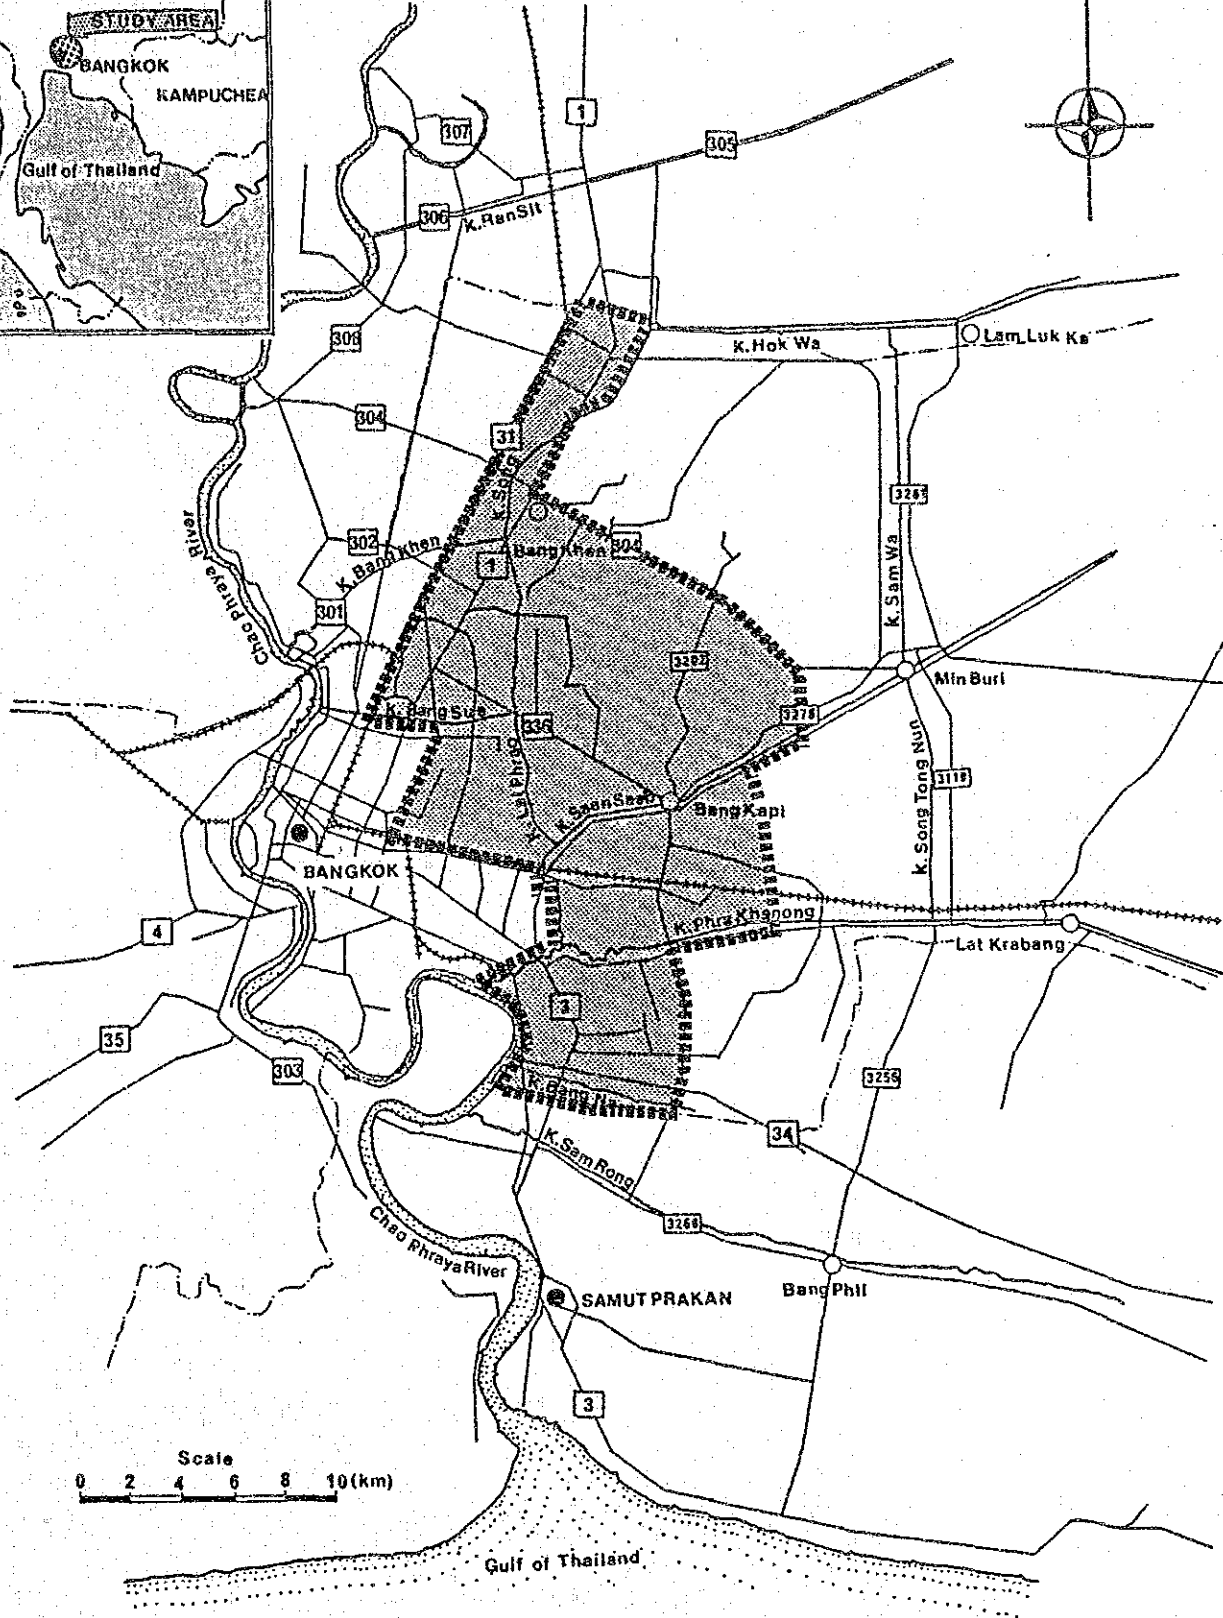 STUDY AREA
BANGKOK
KAMPUCHEA
Gulf of Thailand
1
307
305
306
K.RanSit
308
K.Hok Wa
Lam Luk Ka
304
31
K. Song
Chao Phraya River
302
K. Bang Khen
Bang Khen
304
1
K. Sam Wa
301
Min Buri
K. Bang Sue
336
3278
K. Lat Phrao
K. Song Tong Nun
3119
K. Saen Saab
Bang Kapi
BANGKOK
4
K. Phra Khanong
Lat Krabang
3
35
303
3256
K. Bang Na
34
K. Sam Rong
3268
Chao Phraya River
Bang Phli
SAMUT PRAKAN
3
Scale
0 2 4 6 8 10(km)
Gulf of Thailand